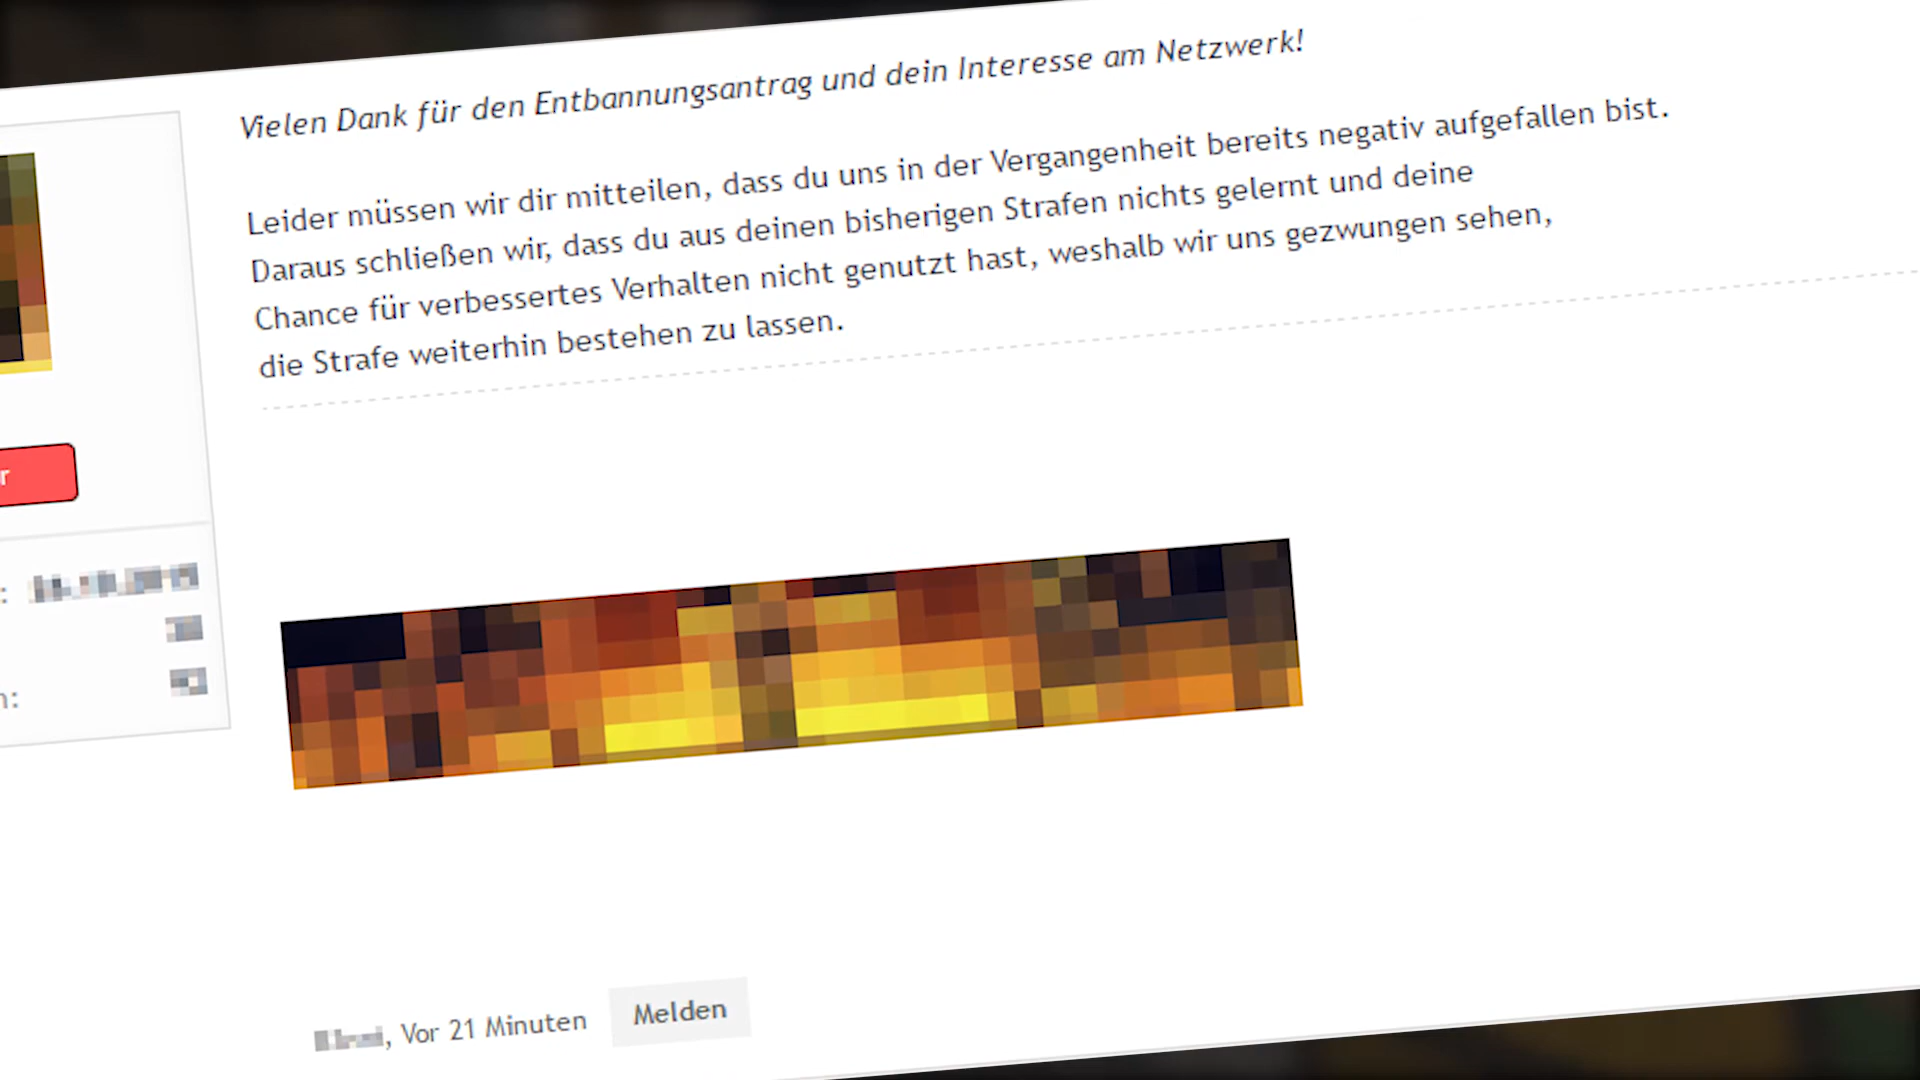 Vielen Dank für den Entbannungsantrag und dein Interesse am Netzwerk!
Leider müssen wir dir mitteilen, dass du uns in der Vergangenheit bereits negativ aufgefallen bist.
Daraus schließen wir, dass du aus deinen bisherigen Strafen nichts gelernt und deine
Chance für verbessertes Verhalten nicht genutzt hast, weshalb wir uns gezwungen sehen,
die Strafe weiterhin bestehen zu lassen.
r
:
n:
, Vor 21 Minuten
Melden